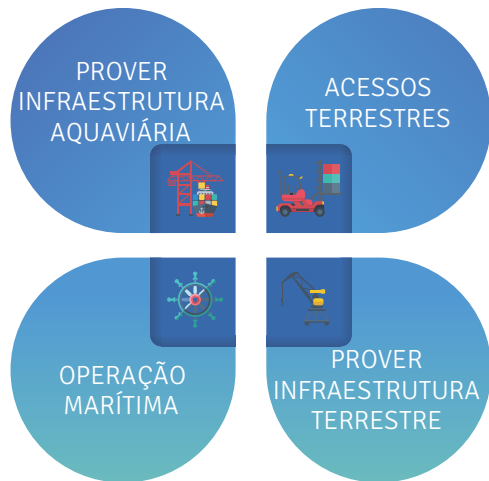 PROVER
INFRAESTRUTURA
AQUAVIÁRIA
ACESSOS
TERRESTRES
OPERAÇÃO
MARÍTIMA
PROVER
INFRAESTRUTURA
TERRESTRE